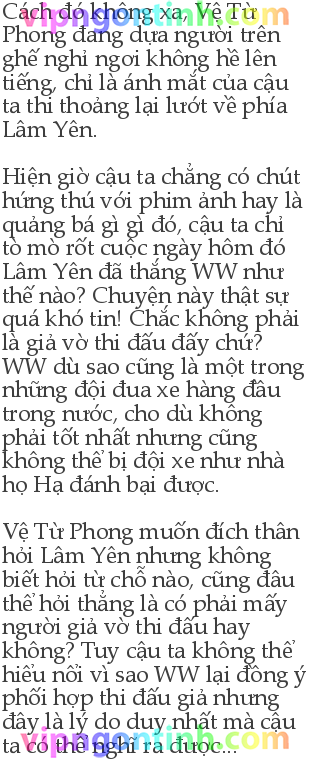 Cách đó không xa, Vệ Từ
Phong đang dựa người trên
ghế nghỉ ngơi không hề lên
tiếng, chỉ là ánh mắt của cậu
ta thi thoảng lại lướt về phía
Lâm Yên.
Hiện giờ cậu ta chẳng có chút
hứng thú với phim ảnh hay là
quảng bá gì gì đó, cậu ta chỉ
tò mò rốt cuộc ngày hôm đó
Lâm Yên đã thắng WW như
thế nào? Chuyện này thật sự
quá khó tin! Chắc không phải
là giả vờ thi đấu đấy chứ?
WW dù sao cũng là một trong
những đội đua xe hàng đầu
trong nước, cho dù không
phải tốt nhất nhưng cũng
không thể bị đội xe như nhà
họ Hạ đánh bại được.
Vệ Từ Phong muốn đích thân
hỏi Lâm Yên nhưng không
biết hỏi từ chỗ nào, cũng đâu
thể hỏi thẳng là có phải mấy
người giả vờ thi đấu hay
không? Tuy cậu ta không thể
hiểu nổi vì sao WW lại đồng ý
phối hợp thi đấu giả nhưng
đây là lý do duy nhất mà cậu
ta có thể nghĩ ra được...
vipngontinh.com
vipngontinh.com